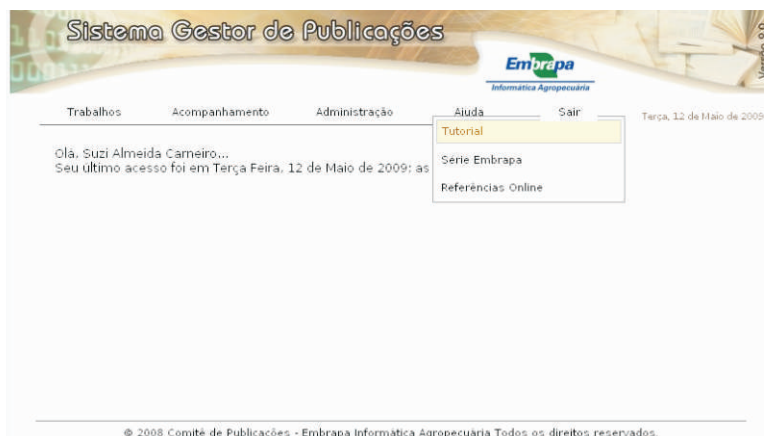 Sistema Gestor de Publicações
Embrapa
Informática Agropecuária
Trabalhos Acompanhamento Administração Ajuda Sair
Terça, 12 de Maio de 2009
Tutorial
Série Embrapa
Referências Online
Olá, Suzi Almeida Carneiro...
Seu último acesso foi em Terça Feira, 12 de Maio de 2009; as
© 2008 Comitê de Publicações - Embrapa Informática Agropecuária Todos os direitos reservados.